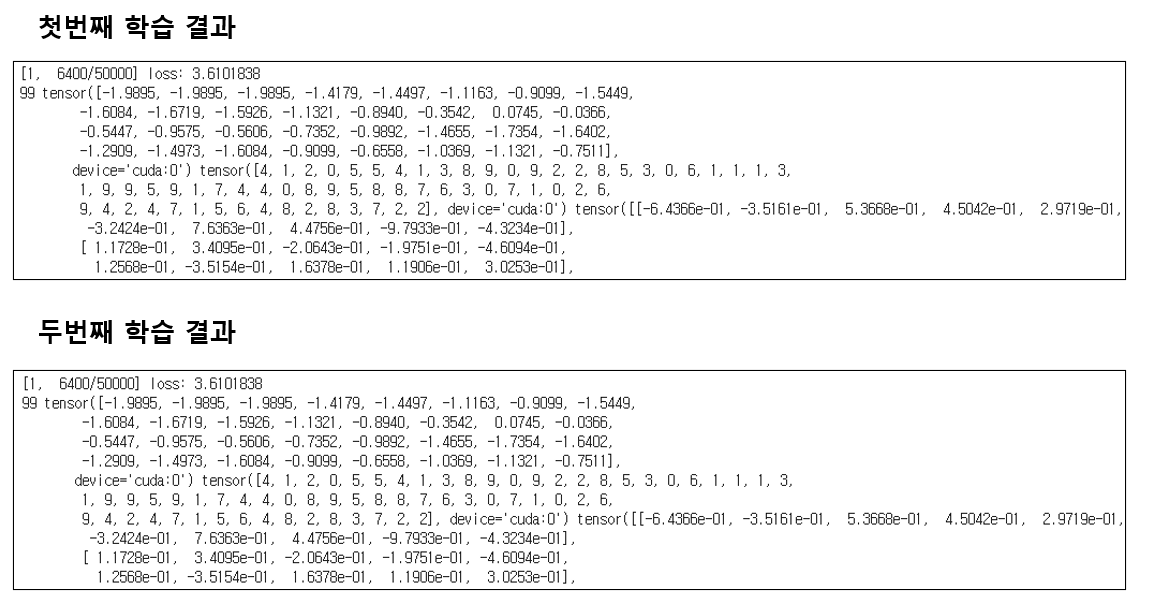 첫번째 학습 결과
[1,  6400/50000] loss: 3.6101838
99 tensor([-1.9895, -1.9895, -1.9895, -1.4179, -1.4497, -1.1163, -0.9099, -1.5449,
-1.6084, -1.6719, -1.5926, -1.1321, -0.8940, -0.3542,  0.0745, -0.0366,
-0.5447, -0.9575, -0.5606, -0.7352, -0.9892, -1.4655, -1.7354, -1.6402,
-1.2909, -1.4973, -1.6084, -0.9099, -0.6558, -1.0369, -1.1321, -0.7511],
device='cuda:0') tensor([4, 1, 2, 0, 5, 5, 4, 1, 3, 8, 9, 0, 9, 2, 2, 8, 5, 3, 0, 6, 1, 1, 1, 3,
1, 9, 9, 5, 9, 1, 7, 4, 4, 0, 8, 9, 5, 8, 8, 7, 6, 3, 0, 7, 1, 0, 2, 6,
9, 4, 2, 4, 7, 1, 5, 6, 4, 8, 2, 8, 3, 7, 2, 2], device='cuda:0') tensor([[-6.4366e-01, -3.5161e-01,  5.3668e-01,  4.5042e-01,  2.9719e-01,
-3.2424e-01,  7.6363e-01,  4.4756e-01, -9.7933e-01, -4.3234e-01],
[ 1.1728e-01,  3.4095e-01, -2.0643e-01, -1.9751e-01, -4.6094e-01,
1.2568e-01, -3.5154e-01,  1.6378e-01,  1.1906e-01,  3.0253e-01],
두번째 학습 결과
[1,  6400/50000] loss: 3.6101838
99 tensor([-1.9895, -1.9895, -1.9895, -1.4179, -1.4497, -1.1163, -0.9099, -1.5449,
-1.6084, -1.6719, -1.5926, -1.1321, -0.8940, -0.3542,  0.0745, -0.0366,
-0.5447, -0.9575, -0.5606, -0.7352, -0.9892, -1.4655, -1.7354, -1.6402,
-1.2909, -1.4973, -1.6084, -0.9099, -0.6558, -1.0369, -1.1321, -0.7511],
device='cuda:0') tensor([4, 1, 2, 0, 5, 5, 4, 1, 3, 8, 9, 0, 9, 2, 2, 8, 5, 3, 0, 6, 1, 1, 1, 3,
1, 9, 9, 5, 9, 1, 7, 4, 4, 0, 8, 9, 5, 8, 8, 7, 6, 3, 0, 7, 1, 0, 2, 6,
9, 4, 2, 4, 7, 1, 5, 6, 4, 8, 2, 8, 3, 7, 2, 2], device='cuda:0') tensor([[-6.4366e-01, -3.5161e-01,  5.3668e-01,  4.5042e-01,  2.9719e-01,
-3.2424e-01,  7.6363e-01,  4.4756e-01, -9.7933e-01, -4.3234e-01],
[ 1.1728e-01,  3.4095e-01, -2.0643e-01, -1.9751e-01, -4.6094e-01,
1.2568e-01, -3.5154e-01,  1.6378e-01,  1.1906e-01,  3.0253e-01],